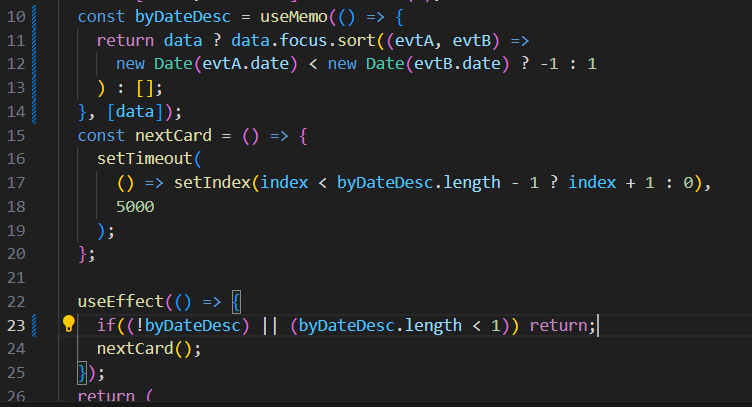 10 const byDateDesc = useMemo(() => {
11 return data ? data.focus.sort((evtA, evtB) =>
12 new Date(evtA.date) < new Date(evtB.date) ? -1 : 1
13 ) : [];
14 }, [data]);
15 const nextCard = () => {
16 setTimeout(
17 () => setIndex(index < byDateDesc.length - 1 ? index + 1 : 0),
18 5000
19 );
20 };
21
22 useEffect(() => {
23 if((!byDateDesc) || (byDateDesc.length < 1)) return;
24 nextCard();
25 });
26 return (